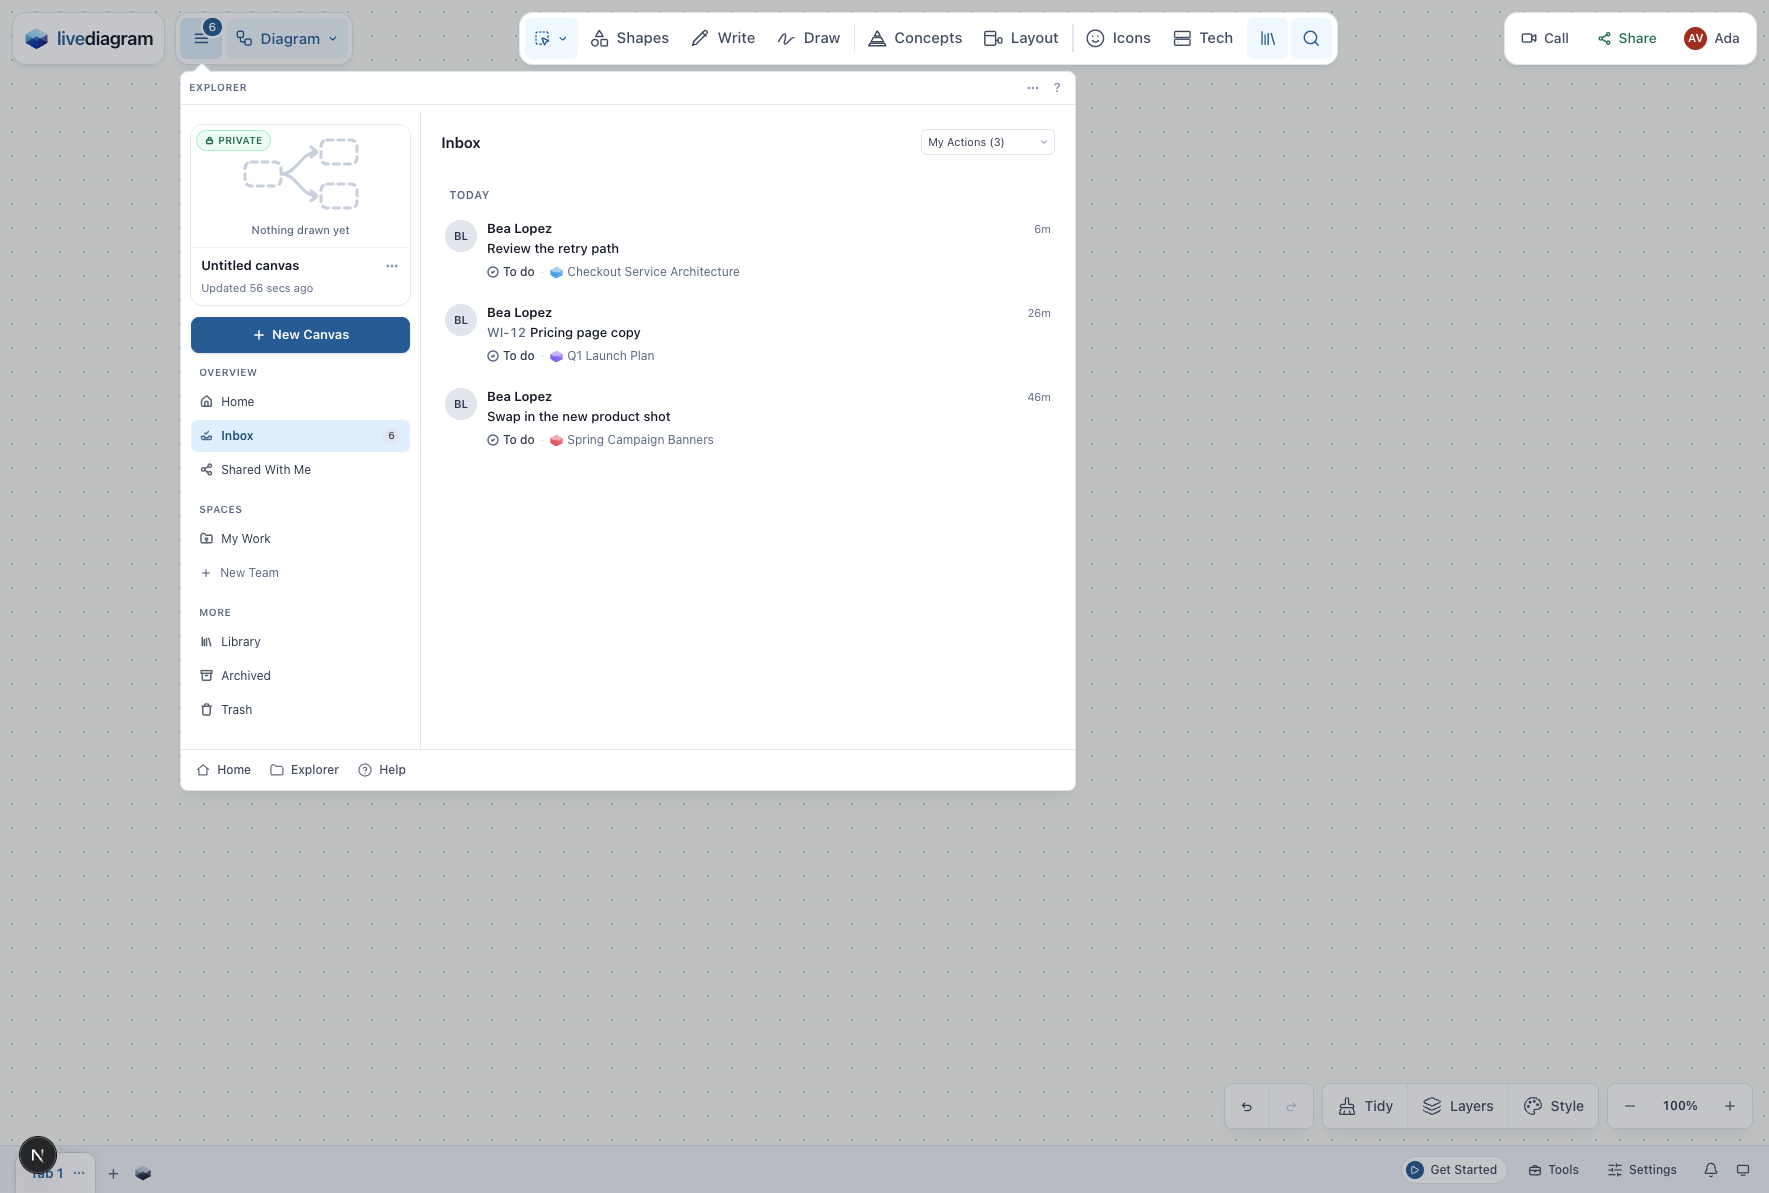 livediagram
6
Diagram
Shapes
Write
Draw
Concepts
Layout
Icons
Tech
Call
Share
AV
Ada
EXPLORER
?
PRIVATE
Nothing drawn yet
Untitled canvas
Updated 56 secs ago
+ New Canvas
OVERVIEW
Home
Inbox 6
Shared With Me
SPACES
My Work
+ New Team
MORE
Library
Archived
Trash
Inbox
My Actions (3)
TODAY
BL
Bea Lopez 6m
Review the retry path
To do · Checkout Service Architecture
BL
Bea Lopez 26m
WI-12 Pricing page copy
To do · Q1 Launch Plan
BL
Bea Lopez 46m
Swap in the new product shot
To do · Spring Campaign Banners
Home
Explorer
Help
Tidy
Layers
Style
− 100% +
N
Tab 1
+
Get Started
Tools
Settings